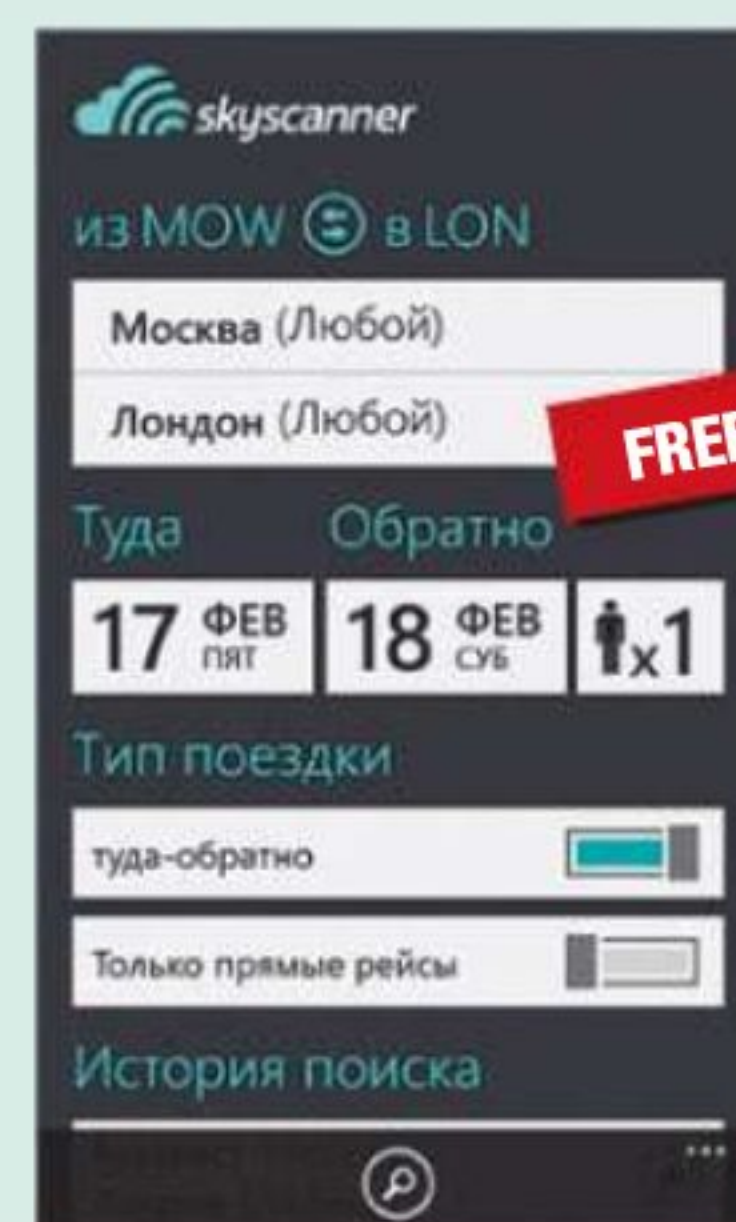 skyscanner
из MOW в LON
Москва (Любой)
Лондон (Любой)
FREE
Туда Обратно
17 ФЕВ ПЯТ 18 ФЕВ СУБ x1
Тип поездки
туда-обратно
Только прямые рейсы
История поиска